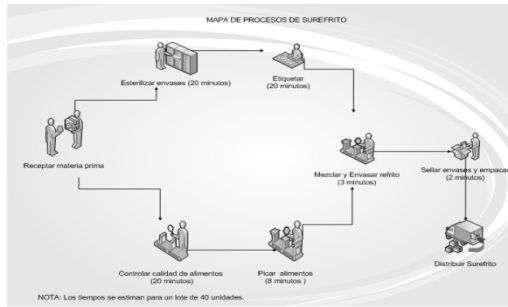 MAPA DE PROCESOS DE SUREFRITO
Esterilizar envases (20 minutos)
Etiquetar
(20 minutos)
Receptar materia prima
Mezclar y Envasar refrito
(3 minutos)
Sellar envases y empacar
(2 minutos)
Controlar calidad de alimentos
(20 minutos)
Picar alimentos
(8 minutos )
Distribuir Surefrito
NOTA: Los tiempos se estiman para un lote de 40 unidades.